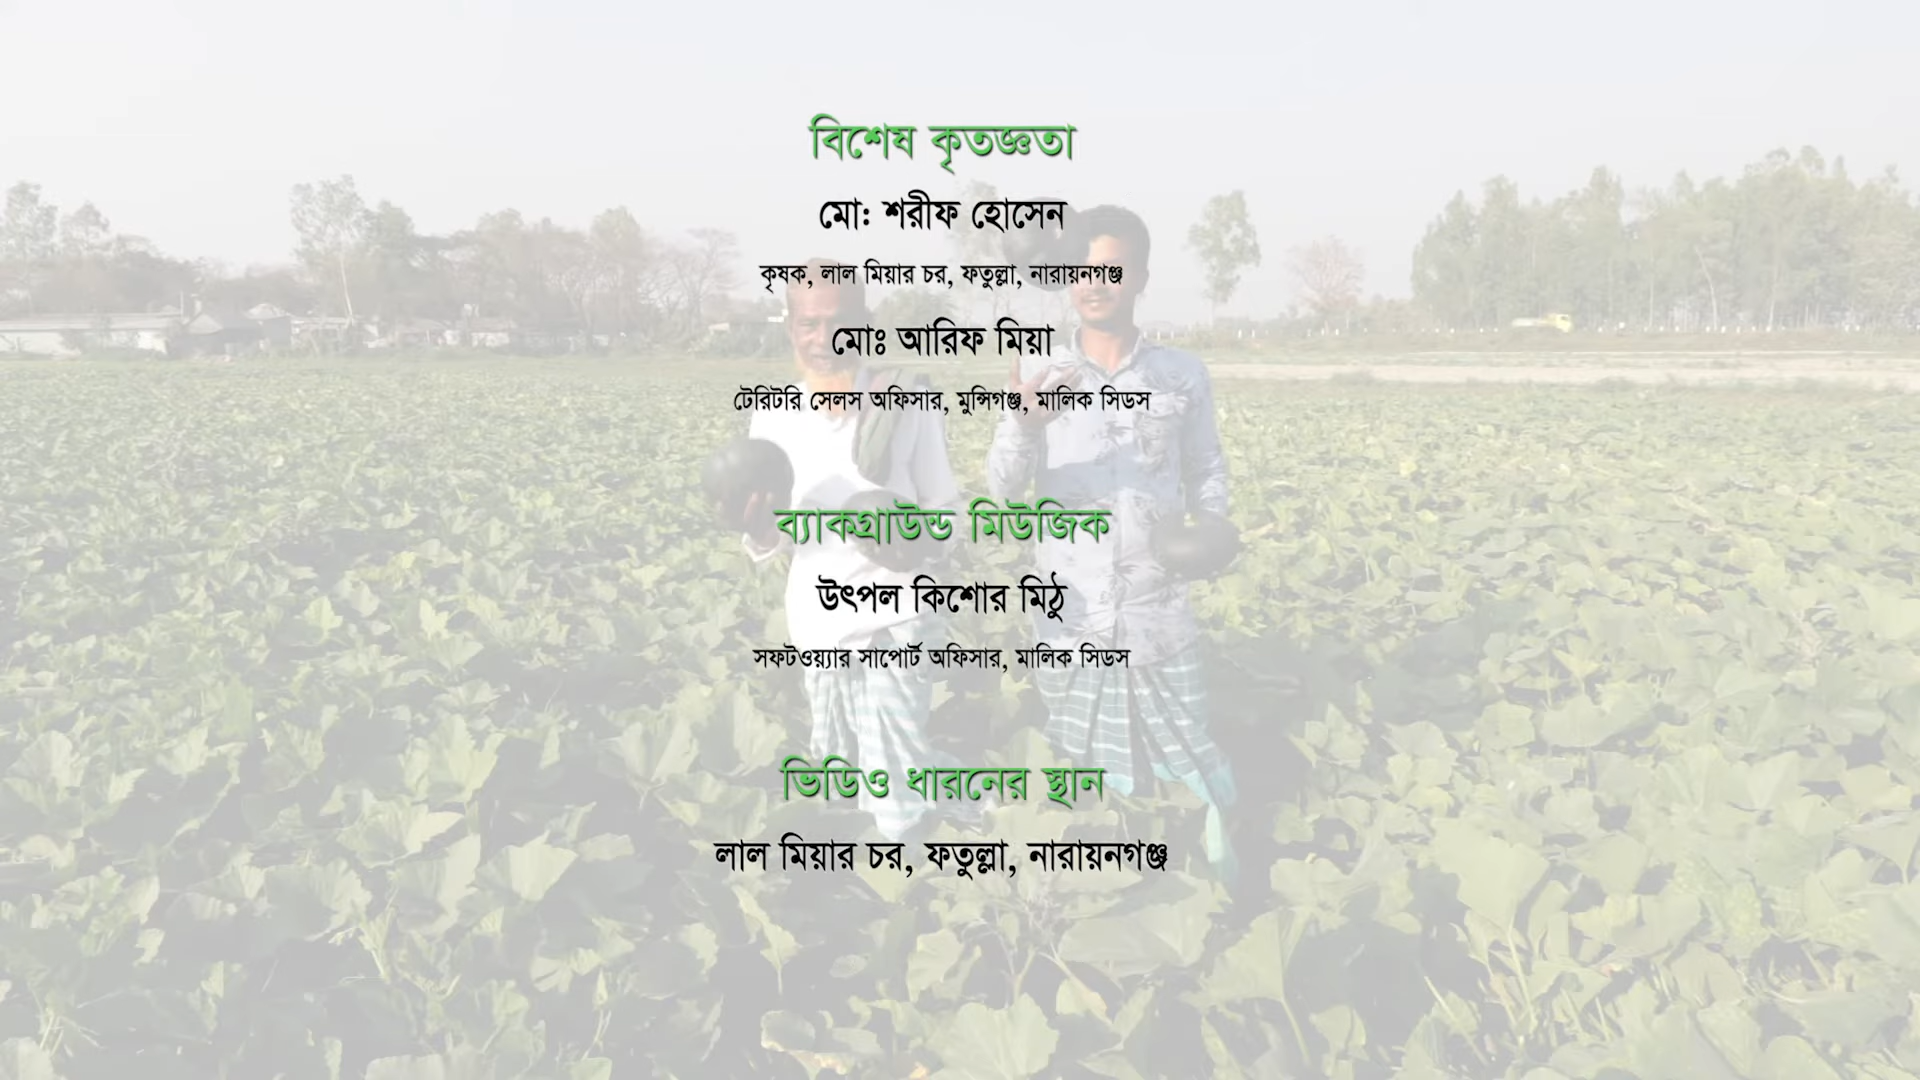 বিশেষ কৃতজ্ঞতা
মো: শরীফ হোসেন
কৃষক, লাল মিয়ার চর, ফতুল্লা, নারায়নগঞ্জ
মোঃ আরিফ মিয়া
টেরিটরি সেলস অফিসার, মুন্সিগঞ্জ, মালিক সিডস
ব্যাকগ্রাউন্ড মিউজিক
উৎপল কিশোর মিঠু
সফটওয়্যার সাপোর্ট অফিসার, মালিক সিডস
ভিডিও ধারনের স্থান
লাল মিয়ার চর, ফতুল্লা, নারায়নগঞ্জ